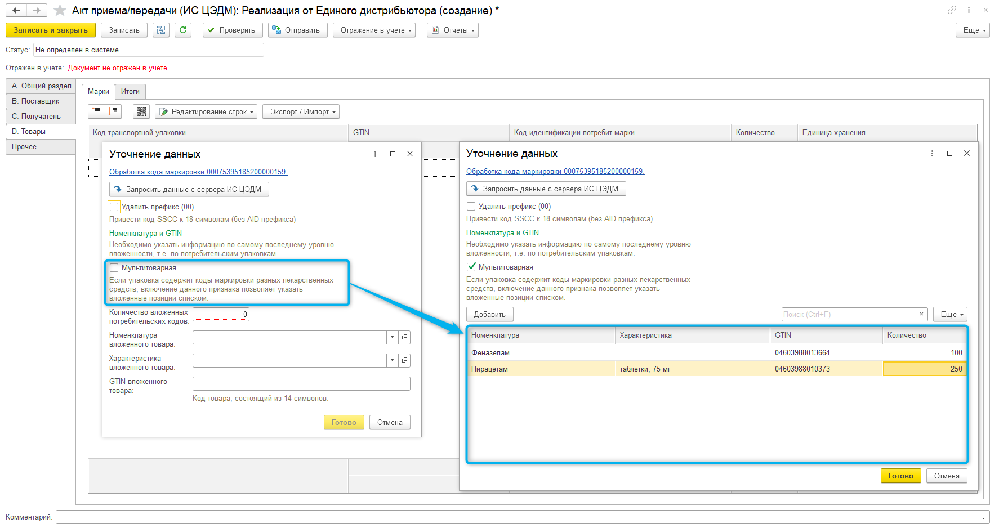 Акт приема/передачи (ИС ЦЭДМ): Реализация от Единого дистрибьютора (создание) *
Записать и закрыть
Записать
Проверить
Отправить
Отражение в учете
Отчеты
Еще
Статус: Не определен в системе
Отражен в учете: Документ не отражен в учете
А. Общий раздел
В. Поставщик
С. Получатель
D. Товары
Прочее
Марки
Итоги
Редактирование строк
Экспорт / Импорт
Код транспортной упаковки
GTIN
Код идентификации потребит.марки
Количество
Единица хранения
Уточнение данных
Обработка кода маркировки 00075395185200000159.
Запросить данные с сервера ИС ЦЭДМ
Удалить префикс (00)
Привести код SSCC к 18 символам (без AID префикса)
Номенклатура и GTIN
Необходимо указать информацию по самому последнему уровню
вложенности, т.е. по потребительским упаковкам.
Мультитоварная
Если упаковка содержит коды маркировки разных лекарственных
средств, включение данного признака позволяет указать
вложенные позиции списком.
Количество вложенных
потребительских кодов:
0
Номенклатура
вложенного товара:
Характеристика
вложенного товара:
GTIN вложенного
товара:
Код товара, состоящий из 14 символов.
Готово
Отмена
Уточнение данных
Обработка кода маркировки 00075395185200000159.
Запросить данные с сервера ИС ЦЭДМ
Удалить префикс (00)
Привести код SSCC к 18 символам (без AID префикса)
Номенклатура и GTIN
Необходимо указать информацию по самому последнему уровню
вложенности, т.е. по потребительским упаковкам.
Мультитоварная
Если упаковка содержит коды маркировки разных лекарственных
средств, включение данного признака позволяет указать
вложенные позиции списком.
Добавить
Поиск (Ctrl+F)
×
Еще
Номенклатура Характеристика GTIN Количество
Феназепам 04603988013664 100
Пирацетам таблетки, 75 мг 04603988010373 250
Готово
Отмена
Комментарий:
...